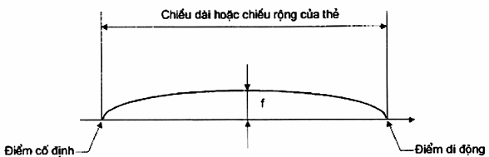 Chiều dài hoặc chiều rộng của thẻ
f
Điểm cố định
Điểm di động